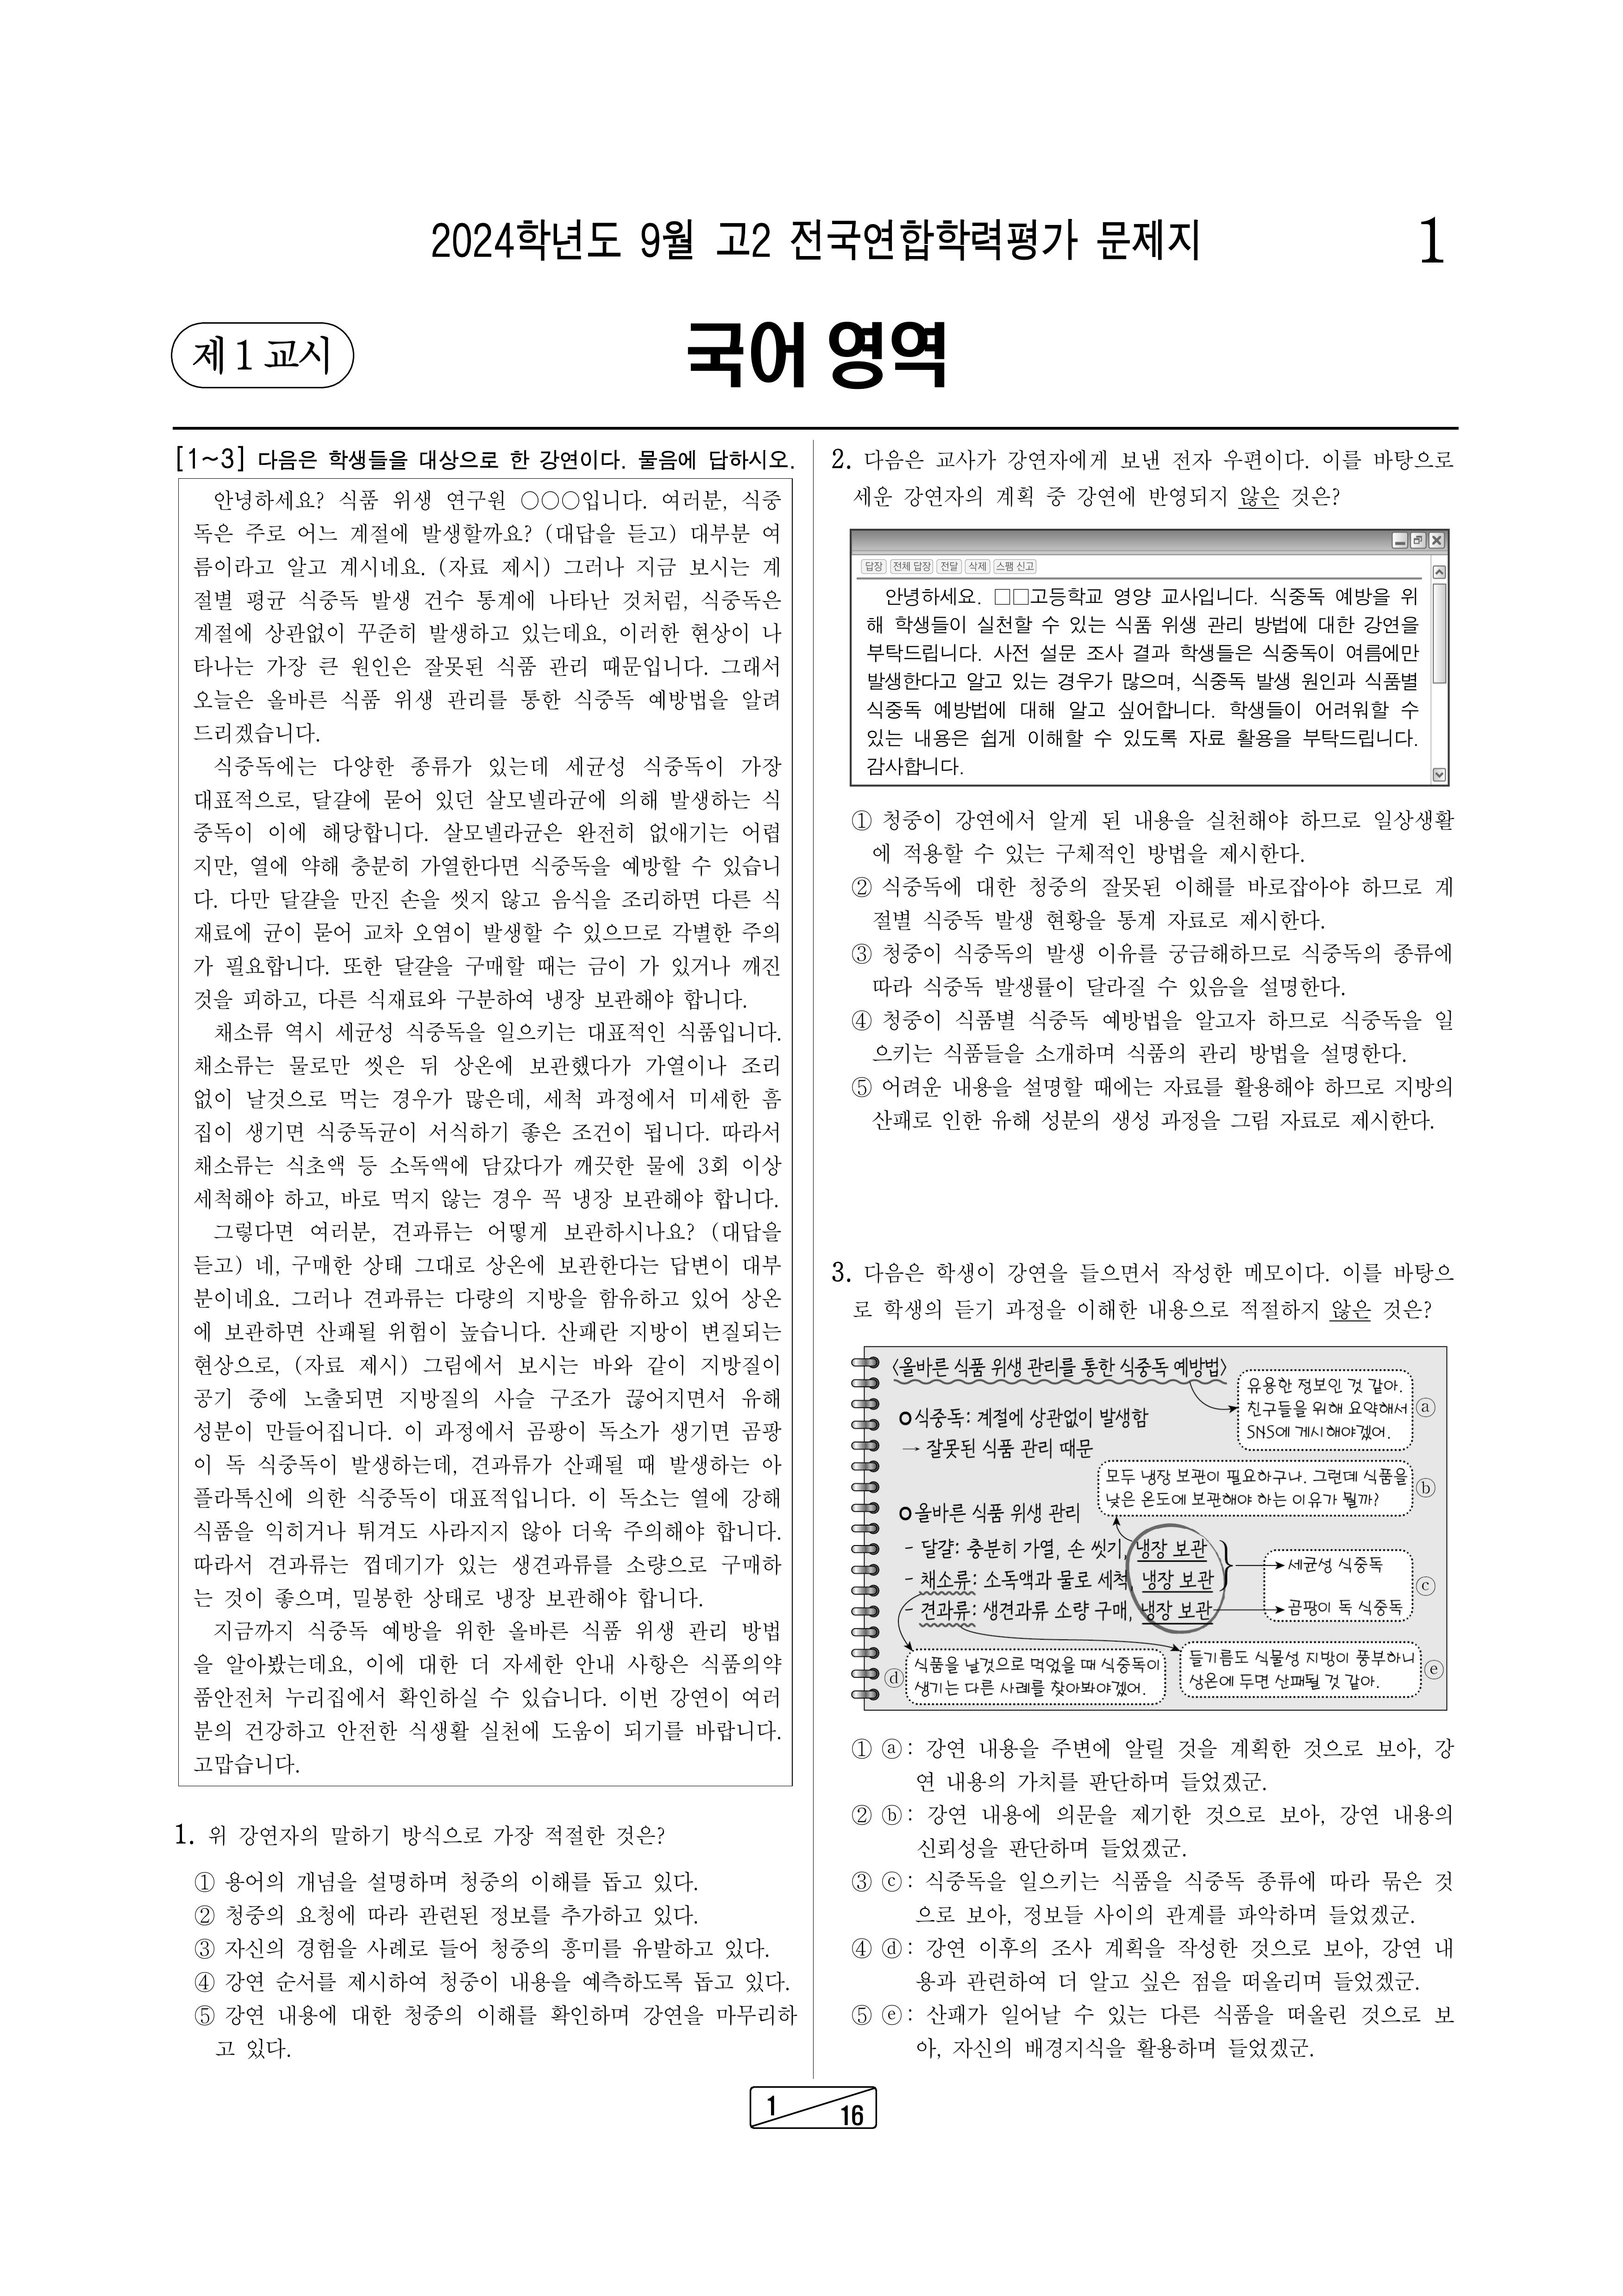 2024학년도 9월 고2 전국연합학력평가 문제지
1
제 1 교시
국어 영역
[1~3] 다음은 학생들을 대상으로 한 강연이다. 물음에 답하시오.
안녕하세요? 식품 위생 연구원 ○○○입니다. 여러분, 식중
독은 주로 어느 계절에 발생할까요? (대답을 듣고) 대부분 여
름이라고 알고 계시네요. (자료 제시) 그러나 지금 보시는 계
절별 평균 식중독 발생 건수 통계에 나타난 것처럼, 식중독은
계절에 상관없이 꾸준히 발생하고 있는데요, 이러한 현상이 나
타나는 가장 큰 원인은 잘못된 식품 관리 때문입니다. 그래서
오늘은 올바른 식품 위생 관리를 통한 식중독 예방법을 알려
드리겠습니다.
식중독에는 다양한 종류가 있는데 세균성 식중독이 가장
대표적으로, 달걀에 묻어 있던 살모넬라균에 의해 발생하는 식
중독이 이에 해당합니다. 살모넬라균은 완전히 없애기는 어렵
지만, 열에 약해 충분히 가열한다면 식중독을 예방할 수 있습니
다. 다만 달걀을 만진 손을 씻지 않고 음식을 조리하면 다른 식
재료에 균이 묻어 교차 오염이 발생할 수 있으므로 각별한 주의
가 필요합니다. 또한 달걀을 구매할 때는 금이 가 있거나 깨진
것을 피하고, 다른 식재료와 구분하여 냉장 보관해야 합니다.
채소류 역시 세균성 식중독을 일으키는 대표적인 식품입니다.
채소류는 물로만 씻은 뒤 상온에 보관했다가 가열이나 조리
없이 날것으로 먹는 경우가 많은데, 세척 과정에서 미세한 흠
집이 생기면 식중독균이 서식하기 좋은 조건이 됩니다. 따라서
채소류는 식초액 등 소독액에 담갔다가 깨끗한 물에 3회 이상
세척해야 하고, 바로 먹지 않는 경우 꼭 냉장 보관해야 합니다.
그렇다면 여러분, 견과류는 어떻게 보관하시나요? (대답을
듣고) 네, 구매한 상태 그대로 상온에 보관한다는 답변이 대부
분이네요. 그러나 견과류는 다량의 지방을 함유하고 있어 상온
에 보관하면 산패될 위험이 높습니다. 산패란 지방이 변질되는
현상으로, (자료 제시) 그림에서 보시는 바와 같이 지방질이
공기 중에 노출되면 지방질의 사슬 구조가 끊어지면서 유해
성분이 만들어집니다. 이 과정에서 곰팡이 독소가 생기면 곰팡
이 독 식중독이 발생하는데, 견과류가 산패될 때 발생하는 아
플라톡신에 의한 식중독이 대표적입니다. 이 독소는 열에 강해
식품을 익히거나 튀겨도 사라지지 않아 더욱 주의해야 합니다.
따라서 견과류는 껍데기가 있는 생견과류를 소량으로 구매하
는 것이 좋으며, 밀봉한 상태로 냉장 보관해야 합니다.
지금까지 식중독 예방을 위한 올바른 식품 위생 관리 방법
을 알아봤는데요, 이에 대한 더 자세한 안내 사항은 식품의약
품안전처 누리집에서 확인하실 수 있습니다. 이번 강연이 여러
분의 건강하고 안전한 식생활 실천에 도움이 되기를 바랍니다.
고맙습니다.
1. 위 강연자의 말하기 방식으로 가장 적절한 것은?
① 용어의 개념을 설명하며 청중의 이해를 돕고 있다.
② 청중의 요청에 따라 관련된 정보를 추가하고 있다.
③ 자신의 경험을 사례로 들어 청중의 흥미를 유발하고 있다.
④ 강연 순서를 제시하여 청중이 내용을 예측하도록 돕고 있다.
⑤ 강연 내용에 대한 청중의 이해를 확인하며 강연을 마무리하
고 있다.
2. 다음은 교사가 강연자에게 보낸 전자 우편이다. 이를 바탕으로
세운 강연자의 계획 중 강연에 반영되지 않은 것은?
답장 전체 답장 전달 삭제 스팸 신고
안녕하세요. □□고등학교 영양 교사입니다. 식중독 예방을 위
해 학생들이 실천할 수 있는 식품 위생 관리 방법에 대한 강연을
부탁드립니다. 사전 설문 조사 결과 학생들은 식중독이 여름에만
발생한다고 알고 있는 경우가 많으며, 식중독 발생 원인과 식품별
식중독 예방법에 대해 알고 싶어합니다. 학생들이 어려워할 수
있는 내용은 쉽게 이해할 수 있도록 자료 활용을 부탁드립니다.
감사합니다.
① 청중이 강연에서 알게 된 내용을 실천해야 하므로 일상생활
에 적용할 수 있는 구체적인 방법을 제시한다.
② 식중독에 대한 청중의 잘못된 이해를 바로잡아야 하므로 계
절별 식중독 발생 현황을 통계 자료로 제시한다.
③ 청중이 식중독의 발생 이유를 궁금해하므로 식중독의 종류에
따라 식중독 발생률이 달라질 수 있음을 설명한다.
④ 청중이 식품별 식중독 예방법을 알고자 하므로 식중독을 일
으키는 식품들을 소개하며 식품의 관리 방법을 설명한다.
⑤ 어려운 내용을 설명할 때에는 자료를 활용해야 하므로 지방의
산패로 인한 유해 성분의 생성 과정을 그림 자료로 제시한다.
3. 다음은 학생이 강연을 들으면서 작성한 메모이다. 이를 바탕으
로 학생의 듣기 과정을 이해한 내용으로 적절하지 않은 것은?
〈올바른 식품 위생 관리를 통한 식중독 예방법〉
유용한 정보인 것 같아.
친구들을 위해 요약해서 ⓐ
SNS에 게시해야겠어.
식중독: 계절에 상관없이 발생함
→ 잘못된 식품 관리 때문
모두 냉장 보관이 필요하구나. 그런데 식품을
낮은 온도에 보관해야 하는 이유가 뭘까? ⓑ
올바른 식품 위생 관리
- 달걀: 충분히 가열, 손 씻기, 냉장 보관
- 채소류: 소독액과 물로 세척, 냉장 보관
- 견과류: 생견과류 소량 구매, 냉장 보관
세균성 식중독
ⓒ
곰팡이 독 식중독
ⓓ 식품을 날것으로 먹었을 때 식중독이
생기는 다른 사례를 찾아봐야겠어.
들기름도 식물성 지방이 풍부하니
상온에 두면 산패될 것 같아. ⓔ
① ⓐ: 강연 내용을 주변에 알릴 것을 계획한 것으로 보아, 강
연 내용의 가치를 판단하며 들었겠군.
② ⓑ: 강연 내용에 의문을 제기한 것으로 보아, 강연 내용의
신뢰성을 판단하며 들었겠군.
③ ⓒ: 식중독을 일으키는 식품을 식중독 종류에 따라 묶은 것
으로 보아, 정보들 사이의 관계를 파악하며 들었겠군.
④ ⓓ: 강연 이후의 조사 계획을 작성한 것으로 보아, 강연 내
용과 관련하여 더 알고 싶은 점을 떠올리며 들었겠군.
⑤ ⓔ: 산패가 일어날 수 있는 다른 식품을 떠올린 것으로 보
아, 자신의 배경지식을 활용하며 들었겠군.
1
16